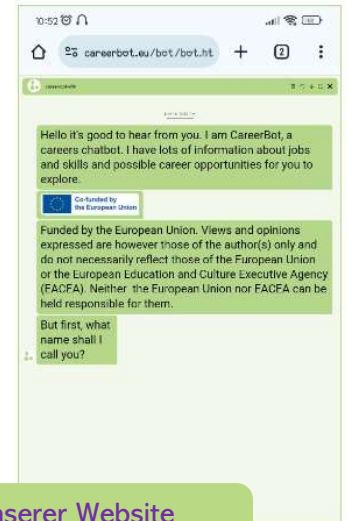 10:52
careerbot.eu/bot/bot.ht
2
Hello it's good to hear from you. I am CareerBot, a
careers chatbot. I have lots of information about jobs
and skills and possible career opportunities for you to
explore.
Co-funded by
the European Union
Funded by the European Union. Views and opinions
expressed are however those of the author(s) only and
do not necessarily reflect those of the European Union
or the European Education and Culture Executive Agency
(EACEA). Neither the European Union nor EACEA can be
held responsible for them.
But first, what
name shall I
call you?
nserer Website